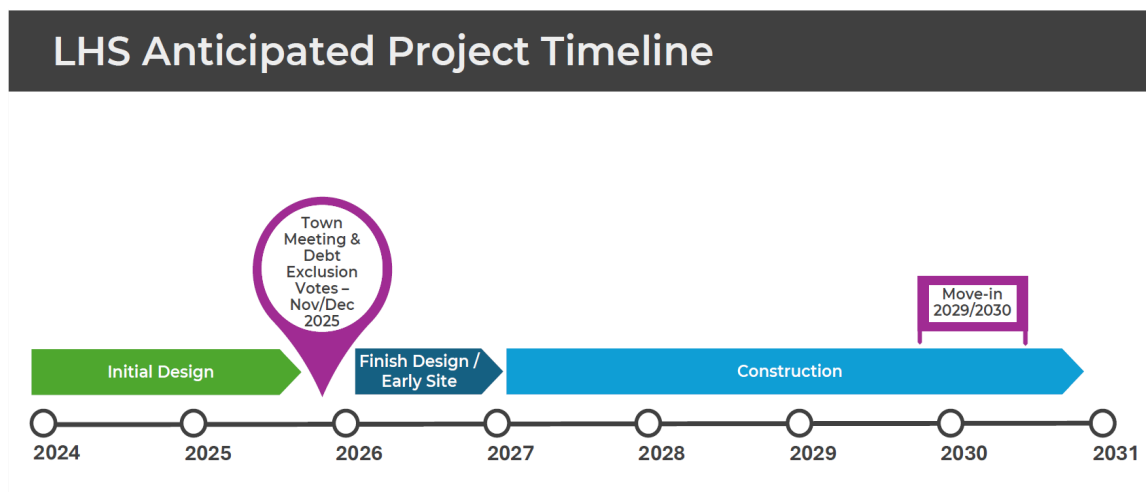 LHS Anticipated Project Timeline
Town
Meeting &
Debt
Exclusion
Votes –
Nov/Dec
2025
Move-in
2029/2030
Initial Design
Finish Design /
Early Site
Construction
2024
2025
2026
2027
2028
2029
2030
2031